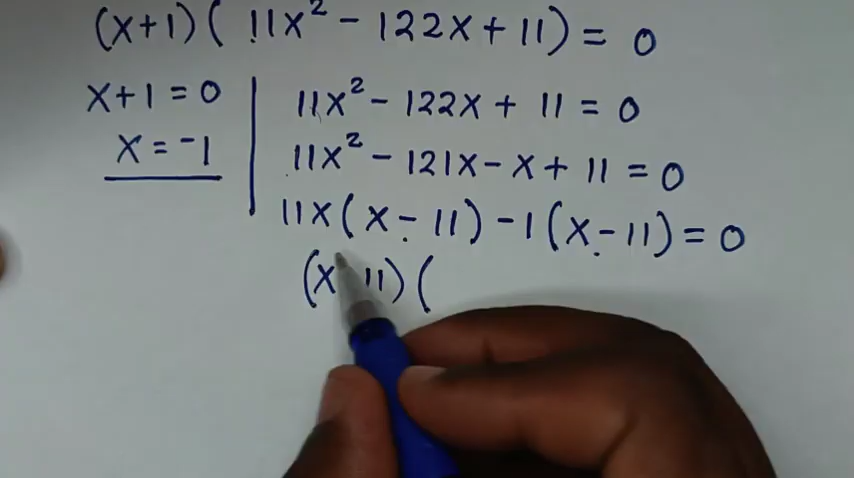 (x+1)( 11x² - 122x + 11) = 0
x+1 = 0
x = -1
11x² - 122x + 11 = 0
11x² - 121x - x + 11 = 0
11x(x - 11) - 1(x - 11) = 0
(x 11)(